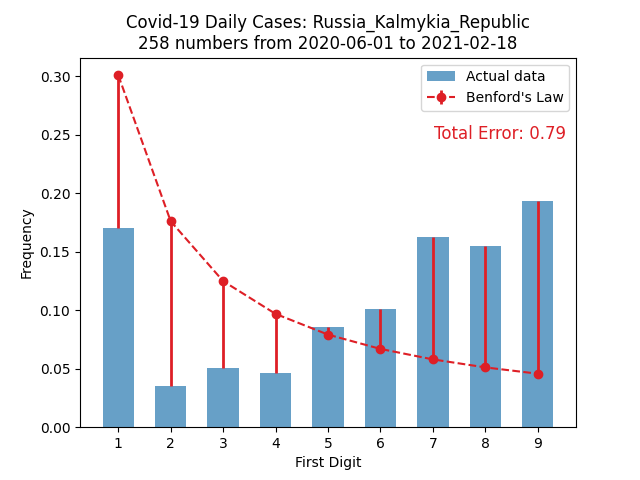 Covid-19 Daily Cases: Russia_Kalmykia_Republic
258 numbers from 2020-06-01 to 2021-02-18
Actual data
Benford's Law
Total Error: 0.79
Frequency
0.30
0.25
0.20
0.15
0.10
0.05
0.00
1 2 3 4 5 6 7 8 9
First Digit